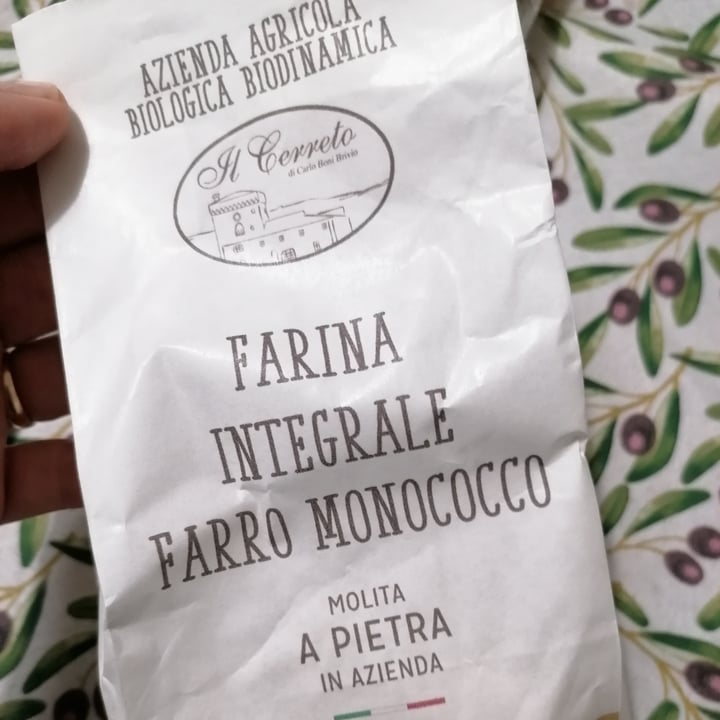 AZIENDA AGRICOLA
BIOLOGICA BIODINAMICA
Il Cerreto
di Carlo Boni Brivio
FARINA
INTEGRALE
FARRO MONOCOCCO
MOLITA
A PIETRA
IN AZIENDA